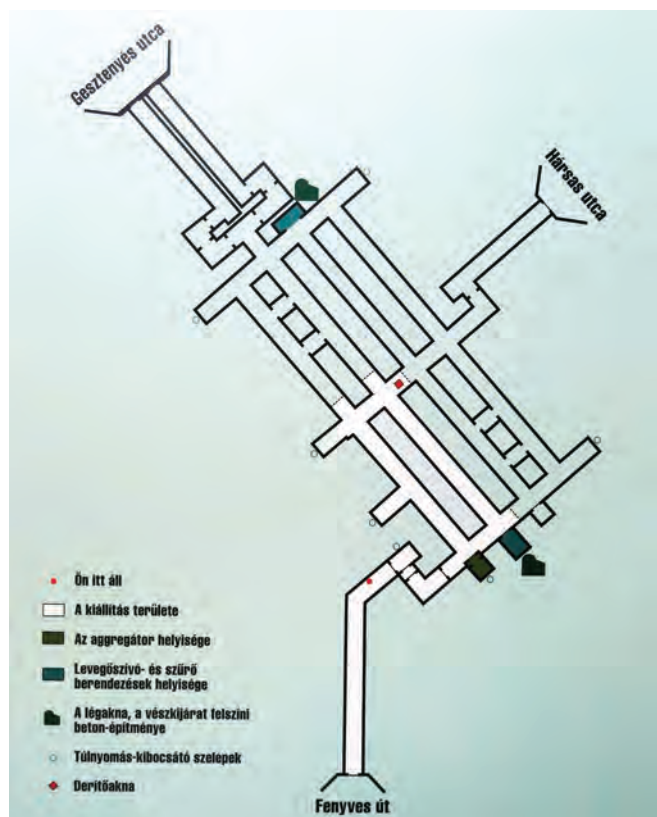 Gesztenyés utca
Hársas utca
Ön itt áll
A kiállítás területe
Az aggregátor helyisége
Levegőszívó- és szűrő
berendezések helyisége
A légakna, a vészkijárat felszíni
beton-építménye
Túlnyomás-kibocsátó szelepek
Derítőakna
Fenyves út